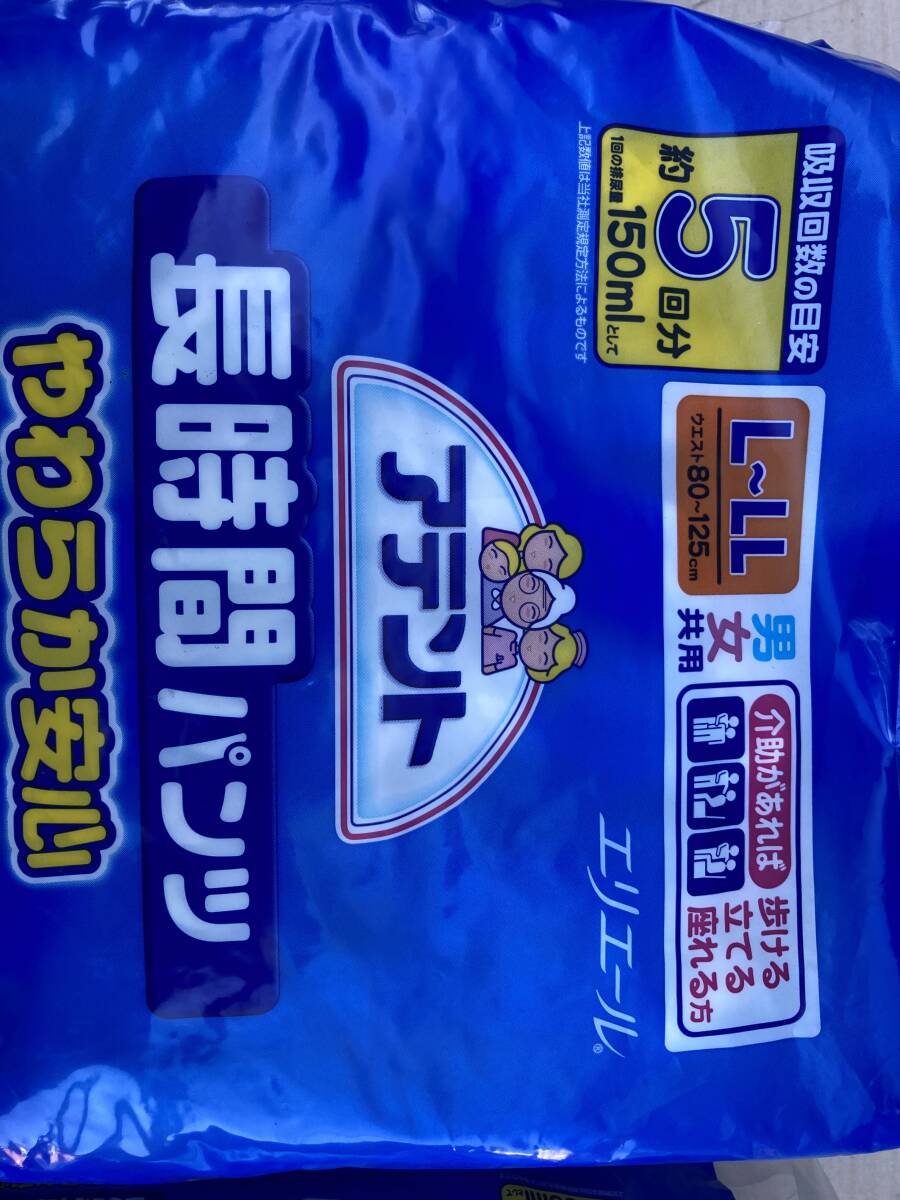 吸収回数の目安
約5回分
1回の排尿量150mlとして
上記数値は当社測定規定方法によるものです
L~LL
ウエスト80~125cm
男女共用
介助があれば
歩ける
立てる
座れる方
エリエール®
アテント
長時間パンツ
やわらか安心